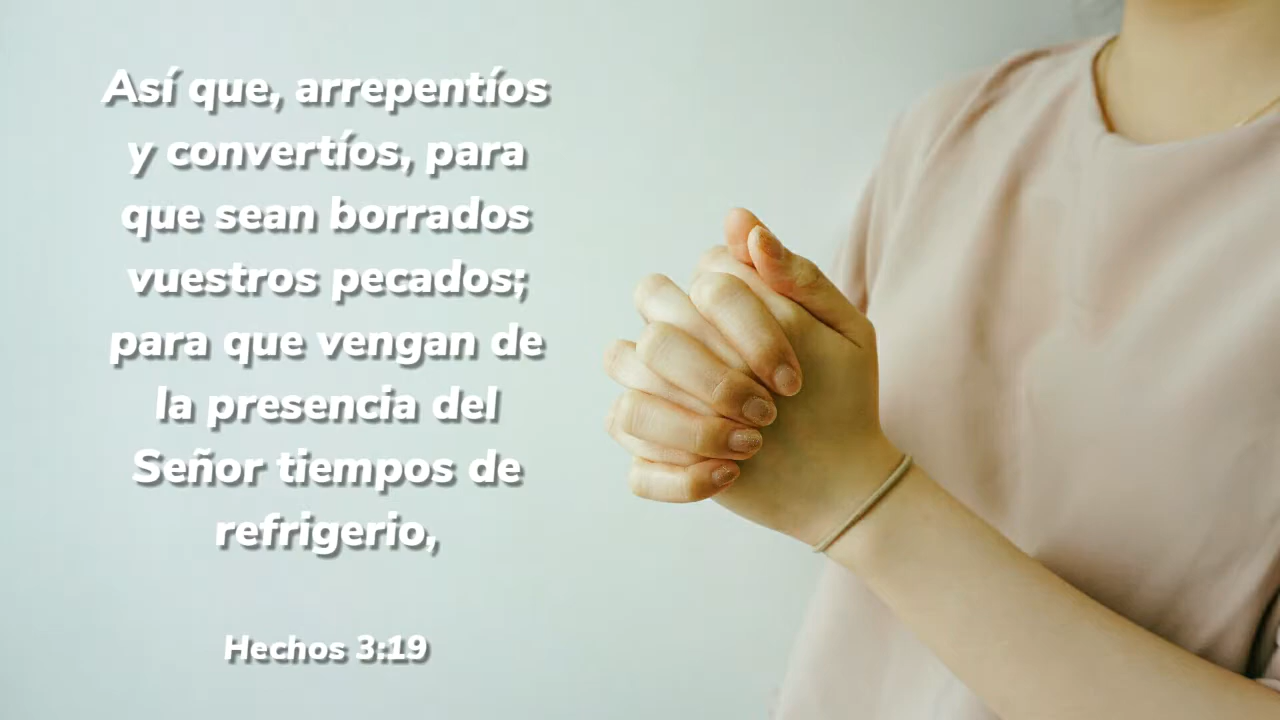 Así que, arrepentíos
y convertíos, para
que sean borrados
vuestros pecados;
para que vengan de
la presencia del
Señor tiempos de
refrigerio,
Hechos 3:19